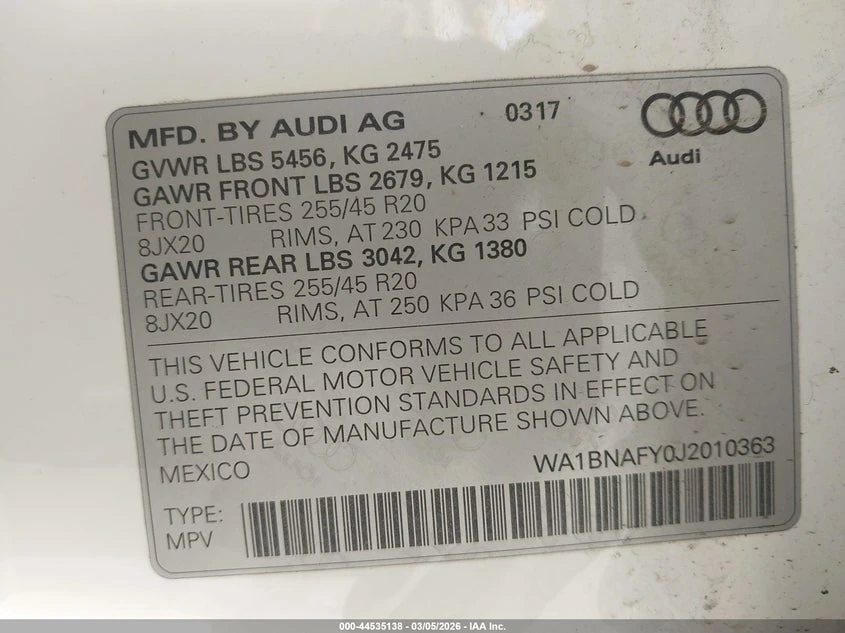 MFD. BY AUDI AG 0317
Audi
GVWR LBS 5456, KG 2475
GAWR FRONT LBS 2679, KG 1215
FRONT-TIRES 255/45 R20
8JX20 RIMS, AT 230 KPA 33 PSI COLD
GAWR REAR LBS 3042, KG 1380
REAR-TIRES 255/45 R20
8JX20 RIMS, AT 250 KPA 36 PSI COLD
THIS VEHICLE CONFORMS TO ALL APPLICABLE
U.S. FEDERAL MOTOR VEHICLE SAFETY AND
THEFT PREVENTION STANDARDS IN EFFECT ON
THE DATE OF MANUFACTURE SHOWN ABOVE.
MEXICO WA1BNAFY0J2010363
TYPE:
MPV
000-44535138 - 03/05/2026 - IAA Inc.